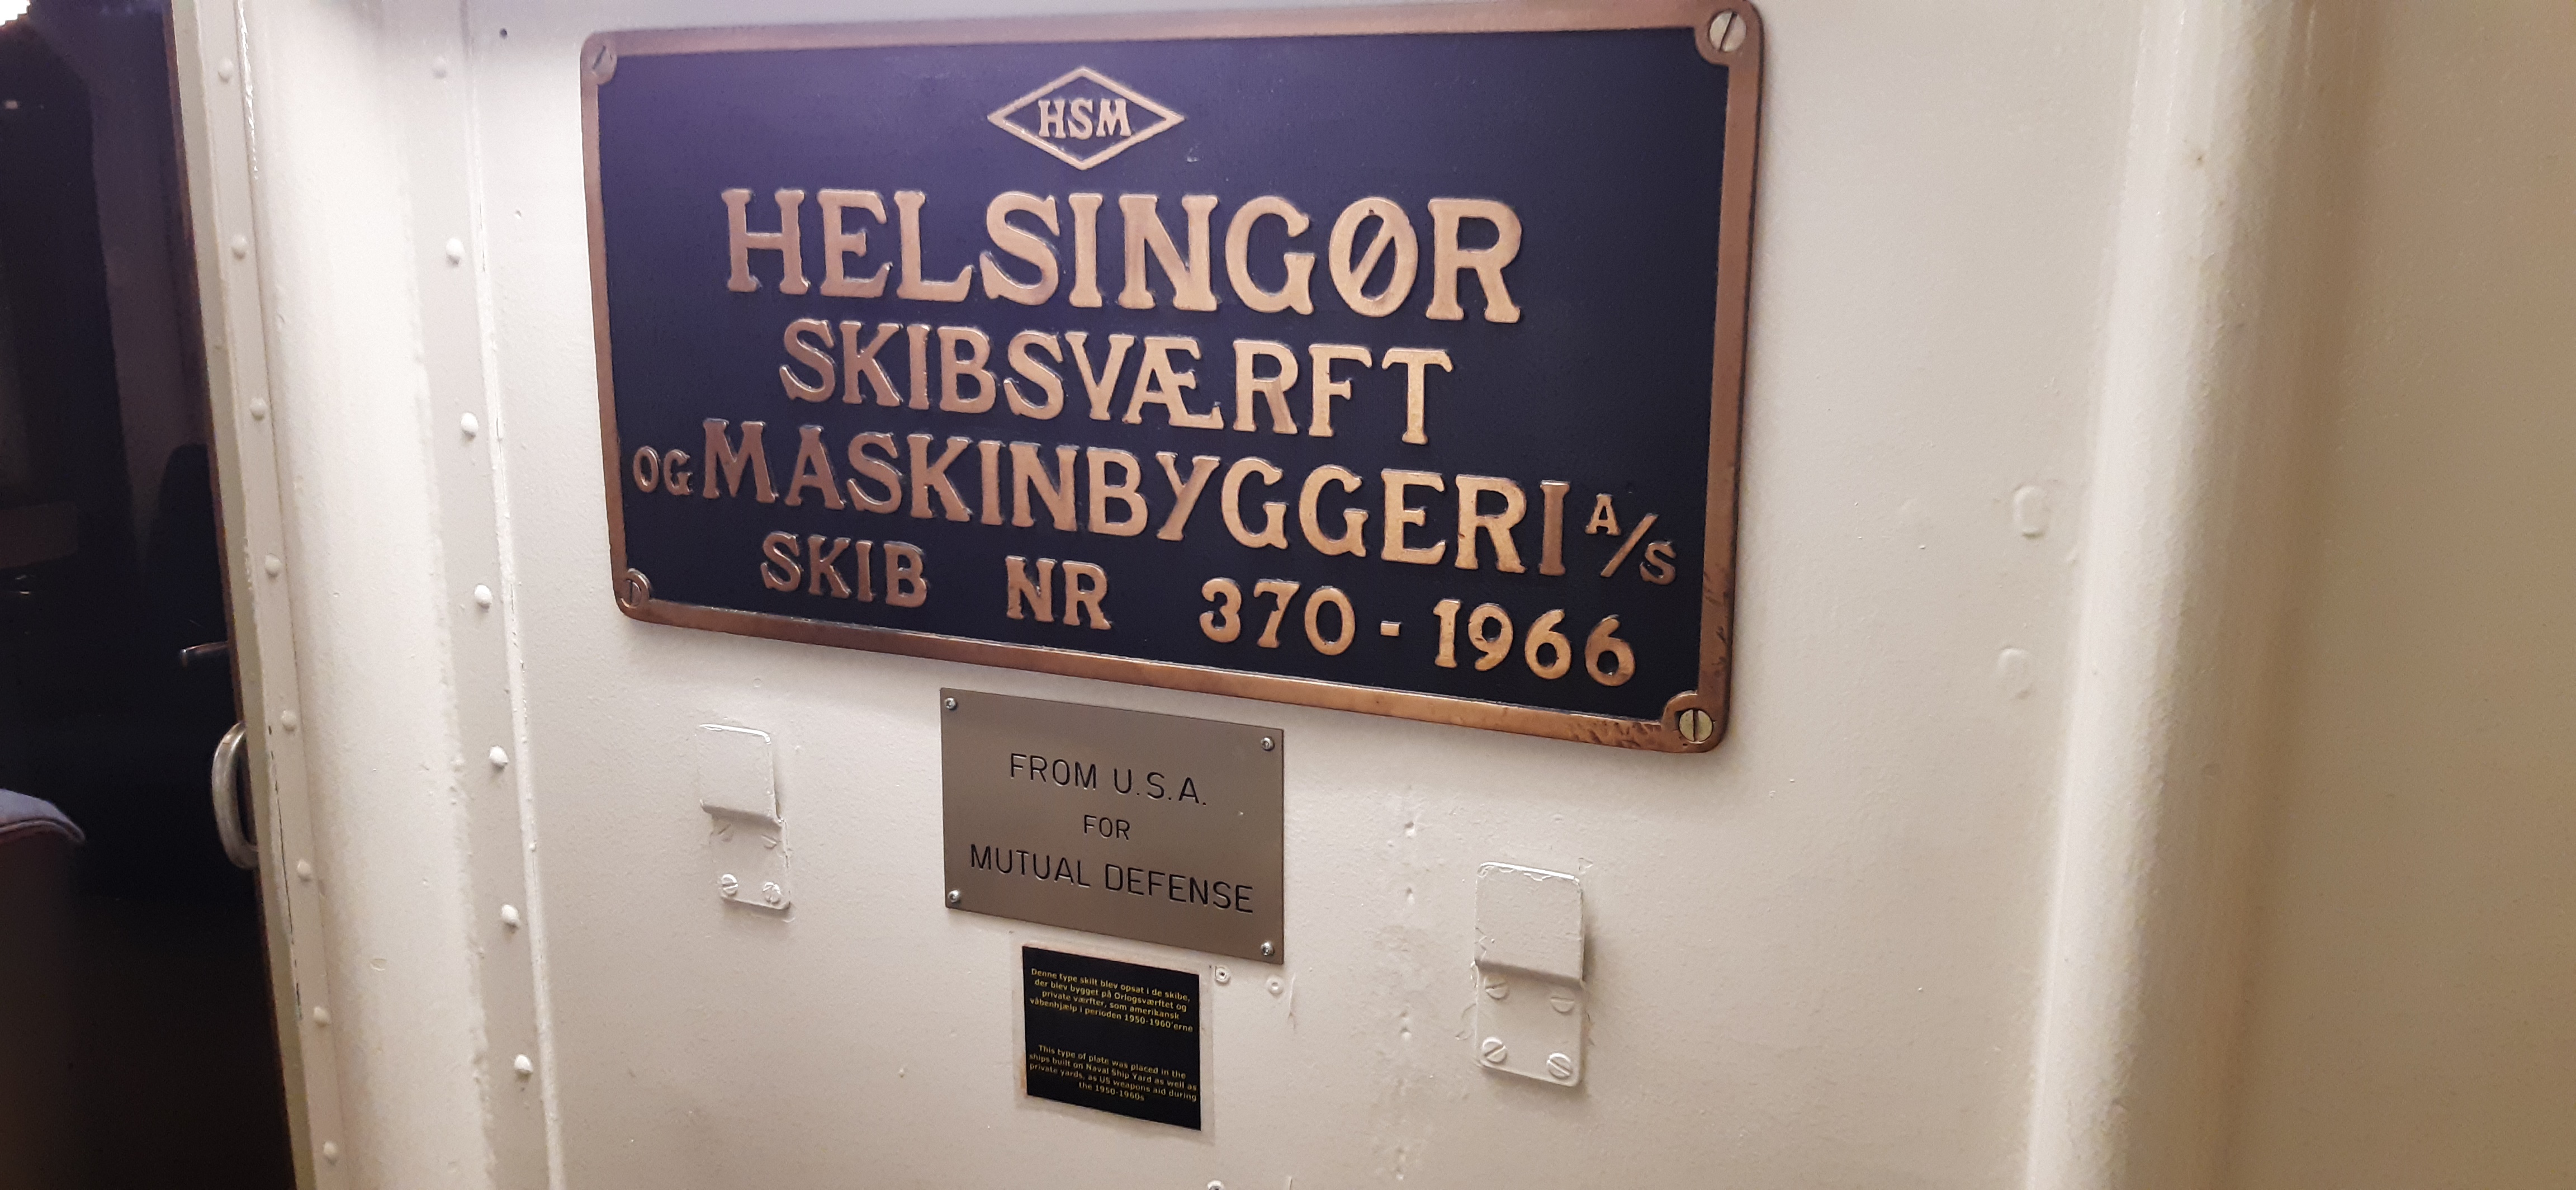 HSM
HELSINGØR
SKIBSVÆRFT
OG MASKINBYGGERI A/S
SKIB NR 370-1966
FROM U.S.A.
FOR
MUTUAL DEFENSE
Denne type skilt blev opsat i de skibe,
der blev bygget på Orlogsværftet og
private værfter, som amerikansk
våbenhjælp i perioden 1950-1960'erne
This type of plate was placed in the
ships built on Naval Ship Yard as well as
private yards, as US weapons aid during
the 1950-1960s